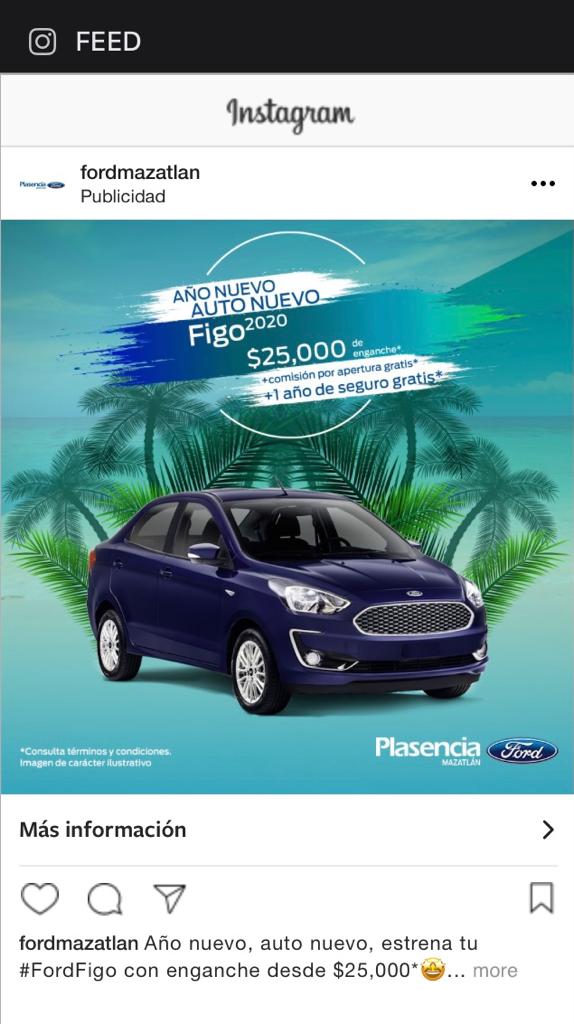 FEED
Instagram
Plasencia Ford
fordmazatlan
Publicidad
AÑO NUEVO
AUTO NUEVO
Figo 2020
$25,000 de enganche*
+comisión por apertura gratis*
+1 año de seguro gratis*
*Consulta términos y condiciones.
Imagen de carácter ilustrativo
Plasencia Ford
MAZATLÁN
Más información
fordmazatlan Año nuevo, auto nuevo, estrena tu
#FordFigo con enganche desde $25,000*🤩... more